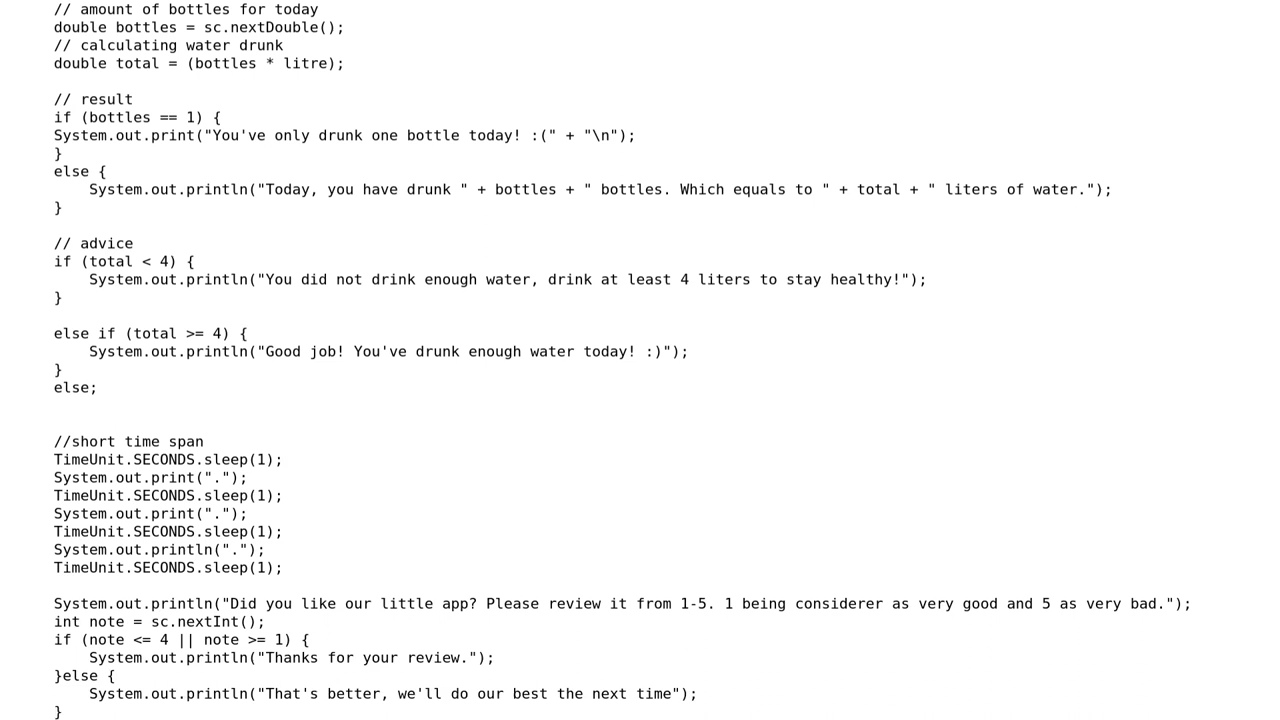 // amount of bottles for today
double bottles = sc.nextDouble();
// calculating water drunk
double total = (bottles * litre);

// result
if (bottles == 1) {
System.out.print("You've only drunk one bottle today! :(" + "\n");
}
else {
    System.out.println("Today, you have drunk " + bottles + " bottles. Which equals to " + total + " liters of water.");
}

// advice
if (total < 4) {
    System.out.println("You did not drink enough water, drink at least 4 liters to stay healthy!");
}

else if (total >= 4) {
    System.out.println("Good job! You've drunk enough water today! :)");
}
else;


//short time span
TimeUnit.SECONDS.sleep(1);
System.out.print(".");
TimeUnit.SECONDS.sleep(1);
System.out.print(".");
TimeUnit.SECONDS.sleep(1);
System.out.println(".");
TimeUnit.SECONDS.sleep(1);

System.out.println("Did you like our little app? Please review it from 1-5. 1 being considerer as very good and 5 as very bad.");
int note = sc.nextInt();
if (note <= 4 || note >= 1) {
    System.out.println("Thanks for your review.");
}else {
    System.out.println("That's better, we'll do our best the next time");
}